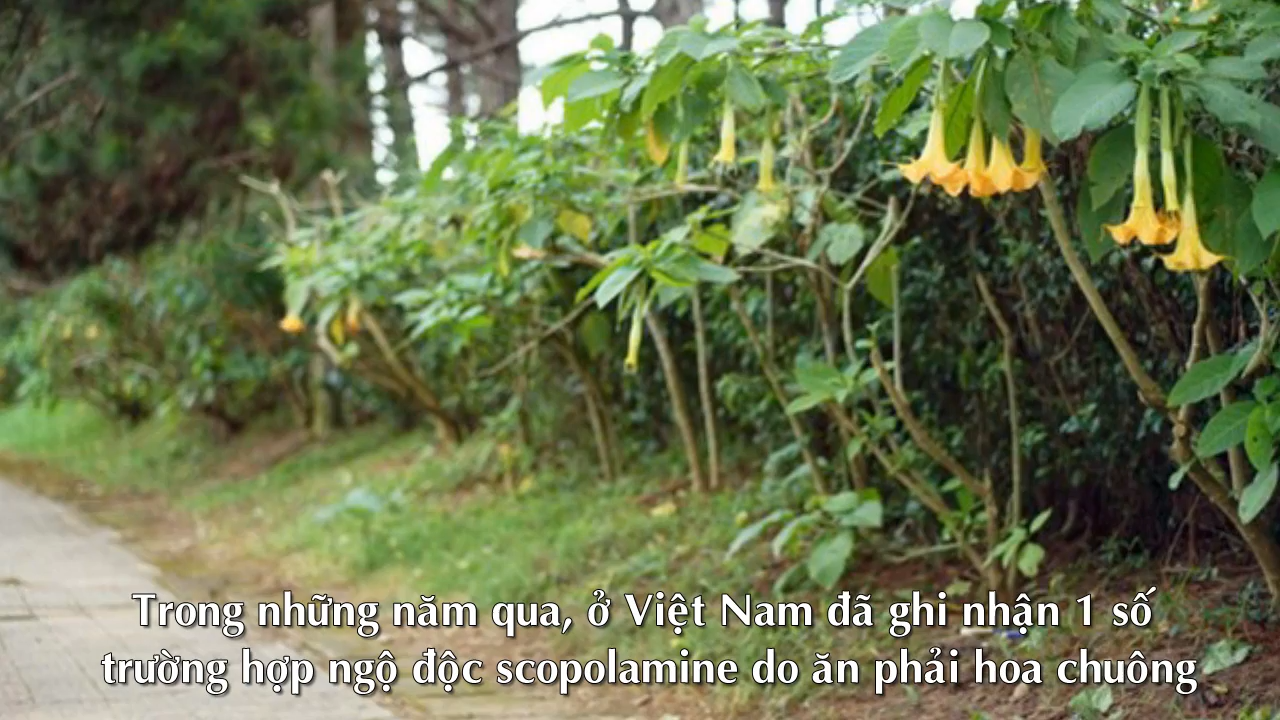 Trong những năm qua, ở Việt Nam đã ghi nhận 1 số
trường hợp ngộ độc scopolamine do ăn phải hoa chuông